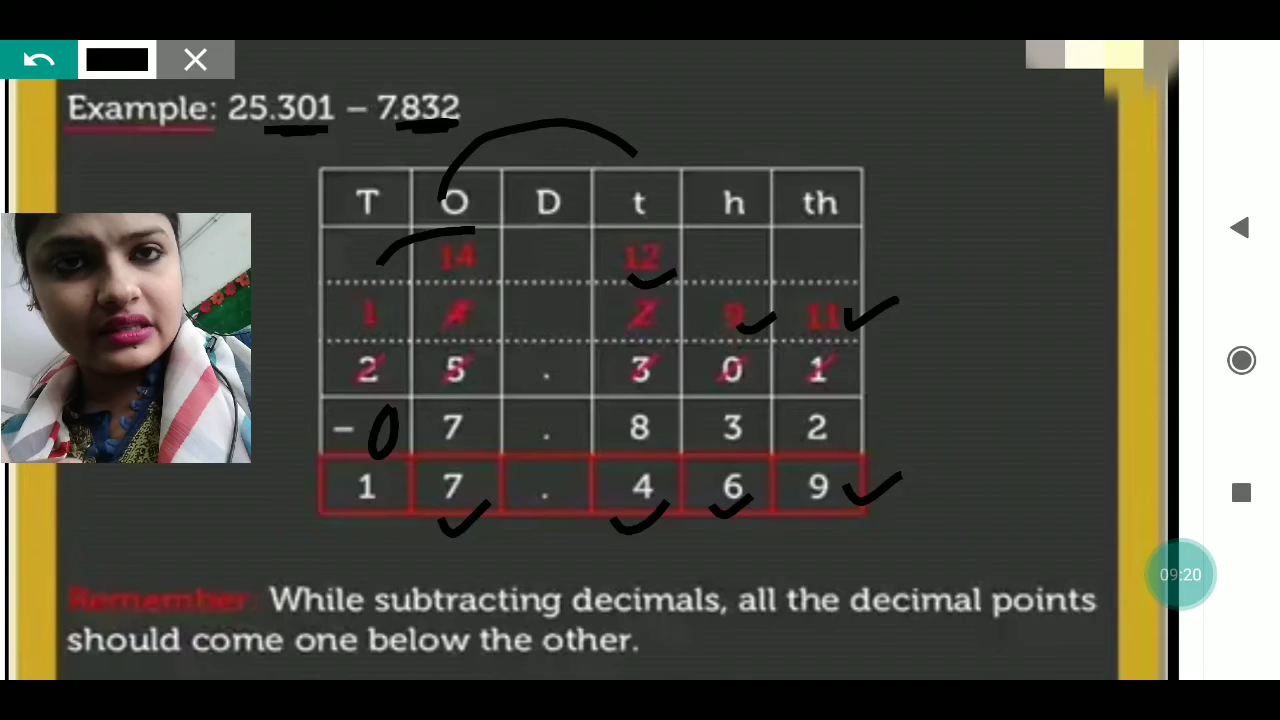 Example: 25.301 – 7.832
T O D t h th
14 12
1 4 2 9 11
2 5 . 3 0 1
– 0 7 . 8 3 2
1 7 . 4 6 9
Remember: While subtracting decimals, all the decimal points
should come one below the other.
09:20